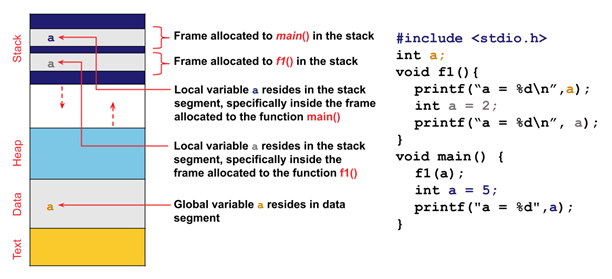 Stack
Heap
Data
Text
a
a
a
Frame allocated to main() in the stack
Frame allocated to f1() in the stack
Local variable a resides in the stack
segment, specifically inside the frame
allocated to the function main()
Local variable a resides in the stack
segment, specifically inside the
frame allocated to the function f1()
Global variable a resides in data
segment
#include <stdio.h>
int a;
void f1(){
printf(“a = %d\n”,a);
int a = 2;
printf(“a = %d\n”, a);
}
void main() {
f1(a);
int a = 5;
printf("a = %d",a);
}